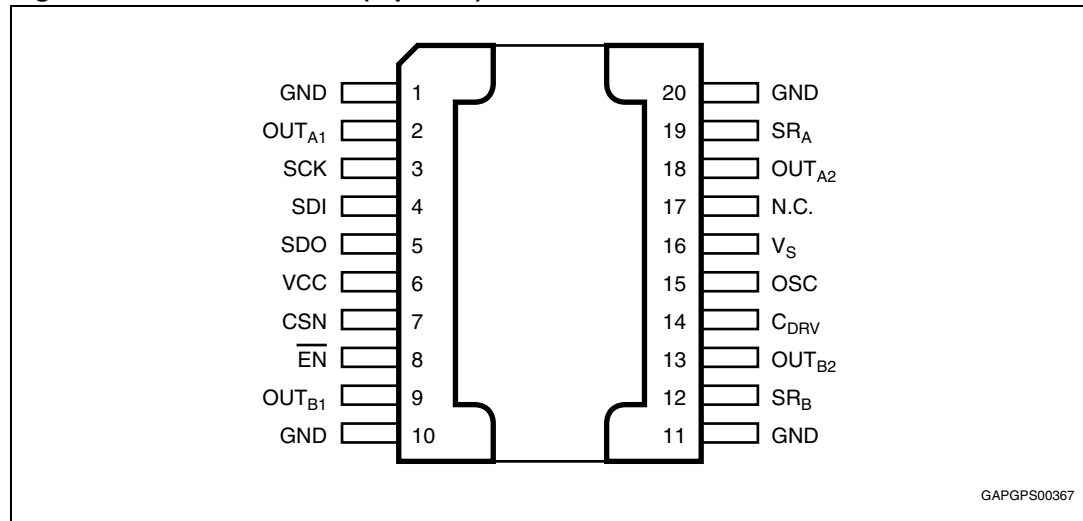 GND 1 20 GND
OUTA1 2 19 SRA
SCK 3 18 OUTA2
SDI 4 17 N.C.
SDO 5 16 VS
VCC 6 15 OSC
CSN 7 14 CDRV
EN 8 13 OUTB2
OUTB1 9 12 SRB
GND 10 11 GND
GAPGPS00367